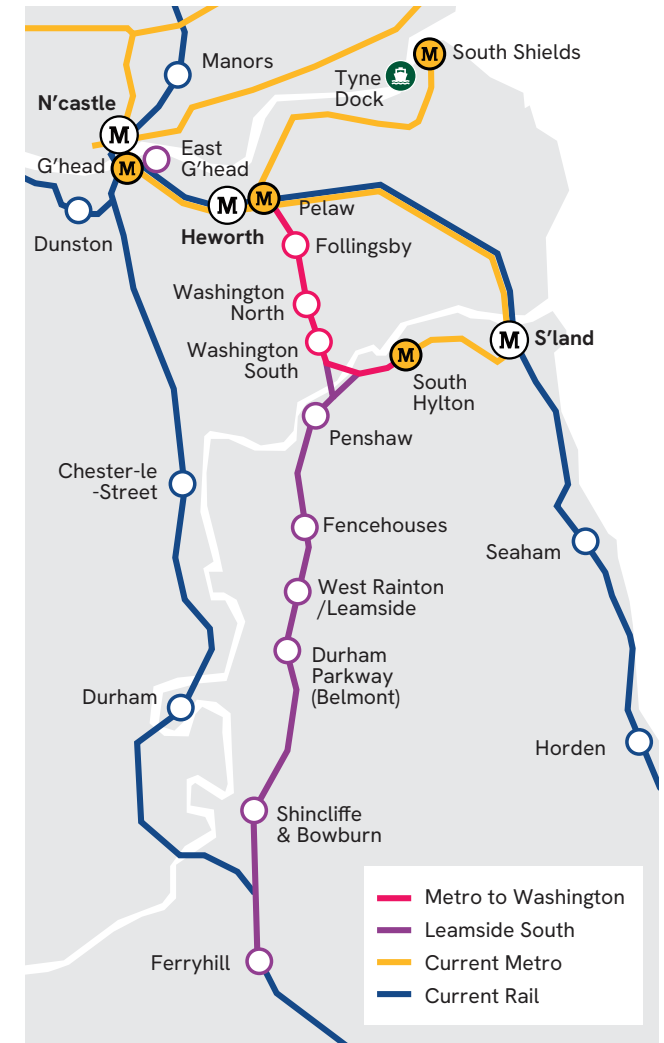 Manors
South Shields
M
Tyne
Dock
N'castle
M
East
G'head
G'head
M
M
M
Pelaw
Heworth
Dunston
Follingsby
Washington
North
Washington
South
M
S'land
M
South
Hylton
Penshaw
Chester-le
-Street
Fencehouses
Seaham
West Rainton
/Leamside
Durham
Parkway
(Belmont)
Durham
Horden
Shincliffe
& Bowburn
Ferryhill
Metro to Washington
Leamside South
Current Metro
Current Rail